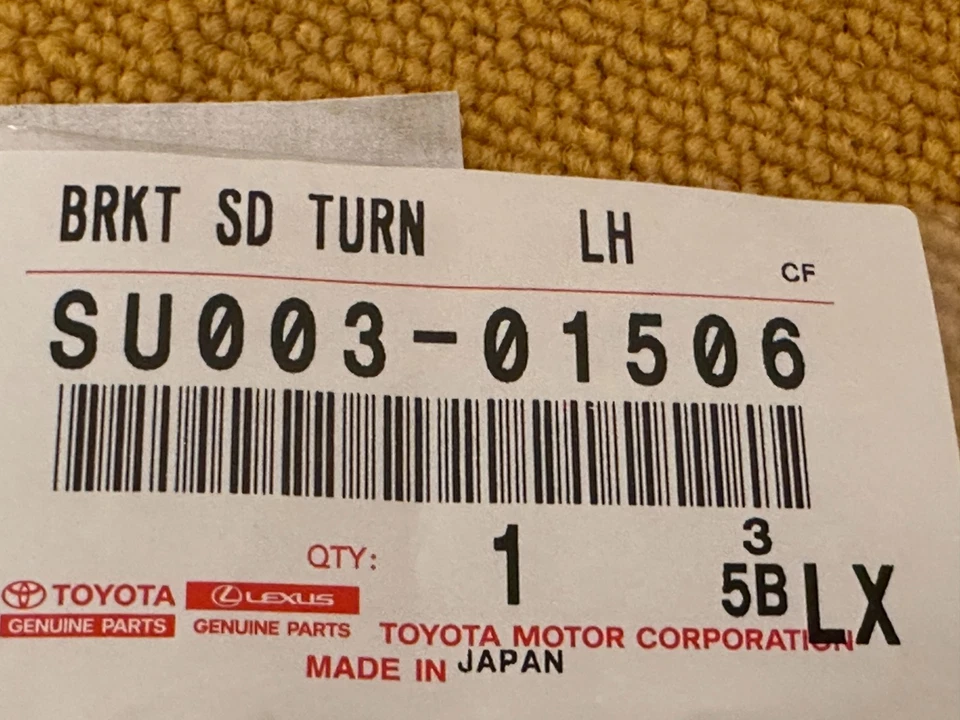 BRKT SD TURN LH
CF
SU003-01506
QTY: 1
3
5B LX
TOYOTA LEXUS
GENUINE PARTS GENUINE PARTS
TOYOTA MOTOR CORPORATION
MADE IN JAPAN